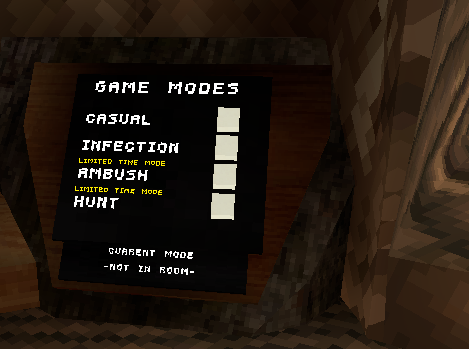 GAME MODES
CASUAL
INFECTION
LIMITED TIME MODE
AMBUSH
LIMITED TIME MODE
HUNT
CURRENT MODE
-NOT IN ROOM-